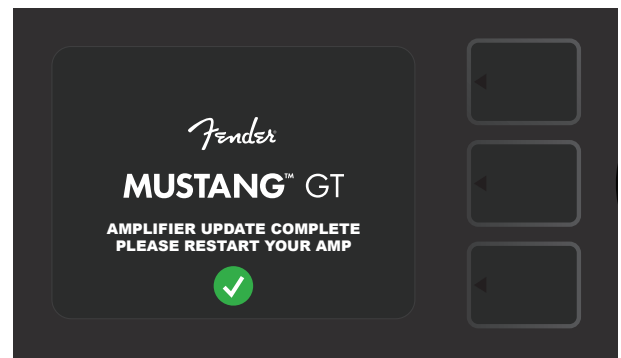 Fender
MUSTANG™ GT
AMPLIFIER UPDATE COMPLETE
PLEASE RESTART YOUR AMP